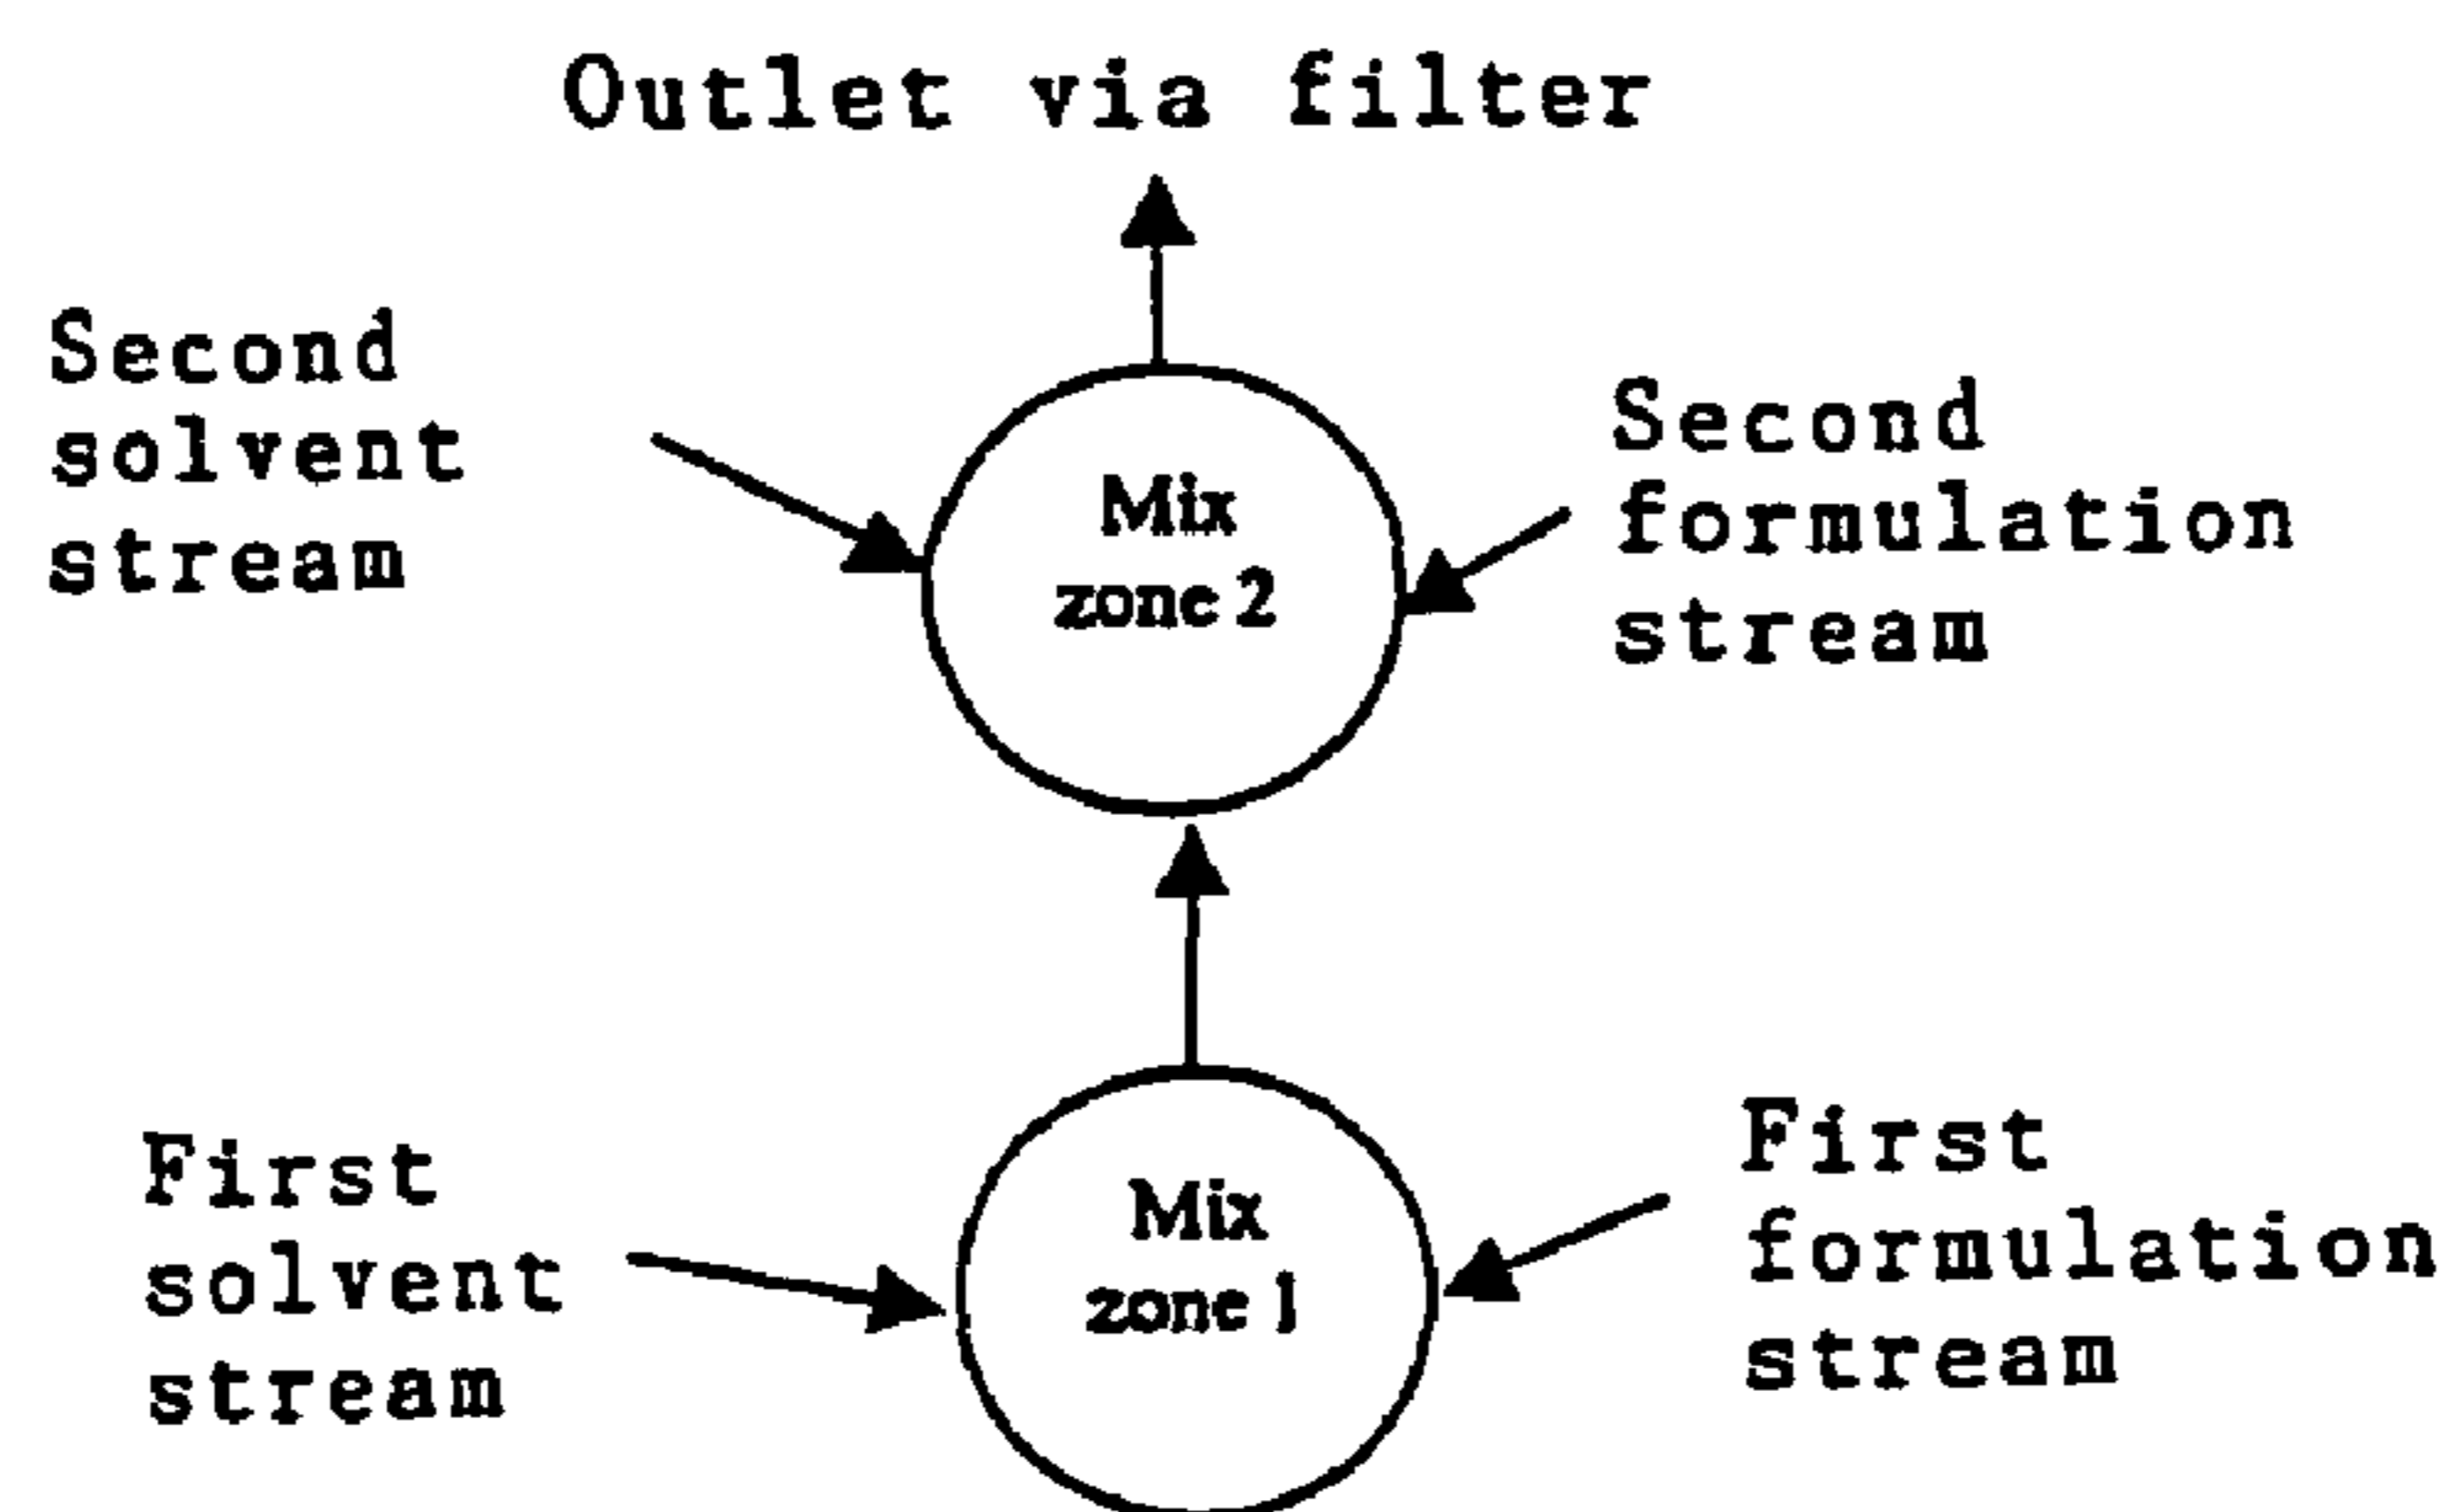 Outlet via filter
Second
solvent
stream
Mix
zone 2
Second
formulation
stream
First
solvent
stream
Mix
zone 1
First
formulation
stream